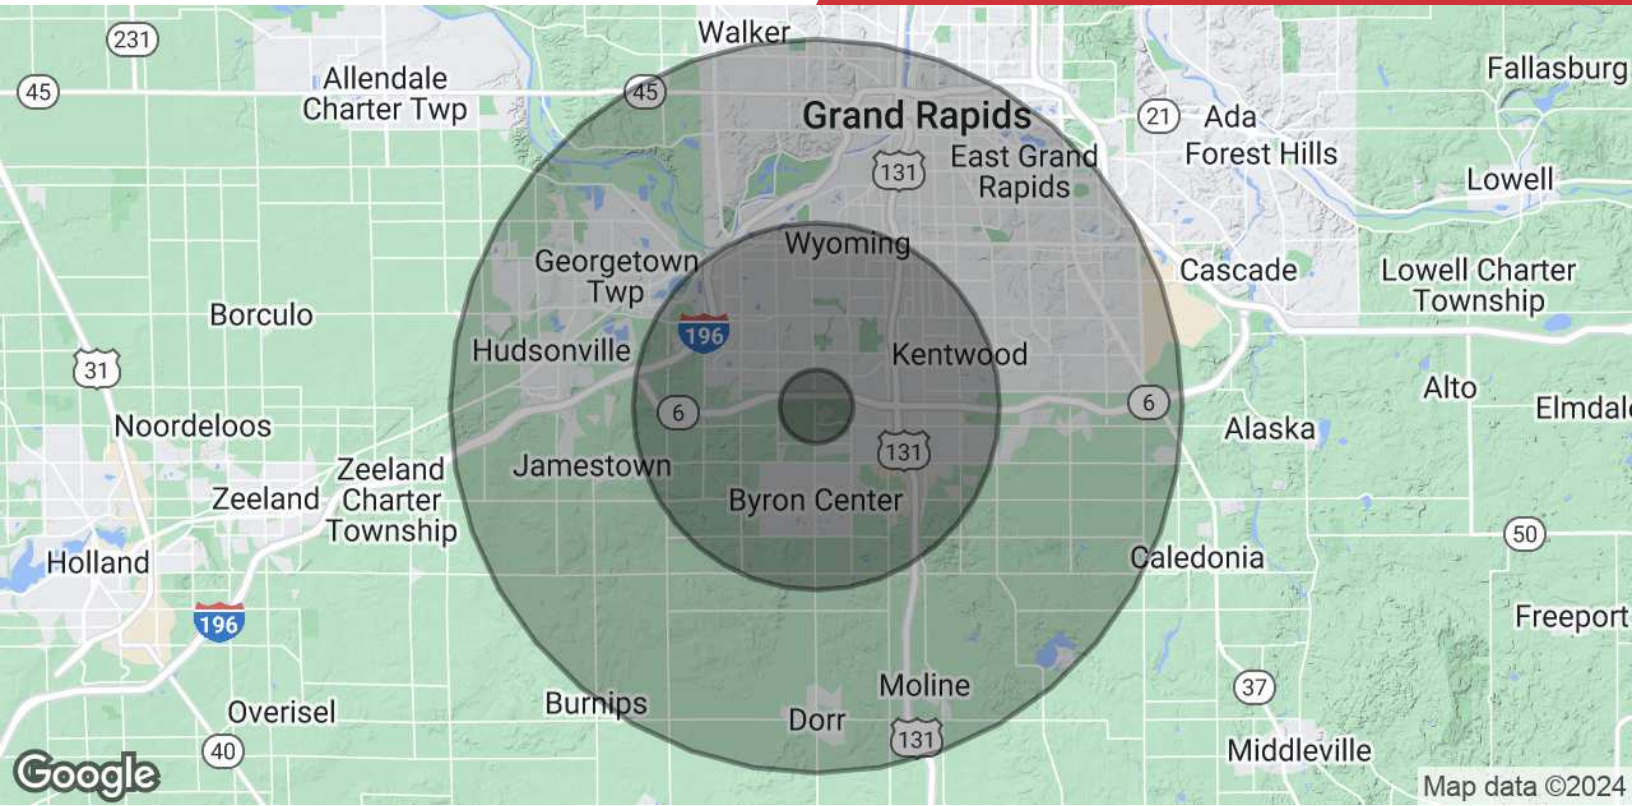 Walker
231
Allendale
Charter Twp
45
45
Fallasburg
Grand Rapids
21
Ada
East Grand
Rapids
131
Forest Hills
Lowell
Wyoming
Georgetown
Twp
Cascade
Lowell Charter
Township
Borculo
196
Hudsonville
Kentwood
31
Alto
6
6
Elmdale
Noordeloos
Alaska
131
Jamestown
Zeeland
Charter
Township
Zeeland
Byron Center
50
Holland
Caledonia
196
Freeport
Moline
37
Burnips
Overisel
Dorr
131
40
Middleville
Google
Map data ©2024